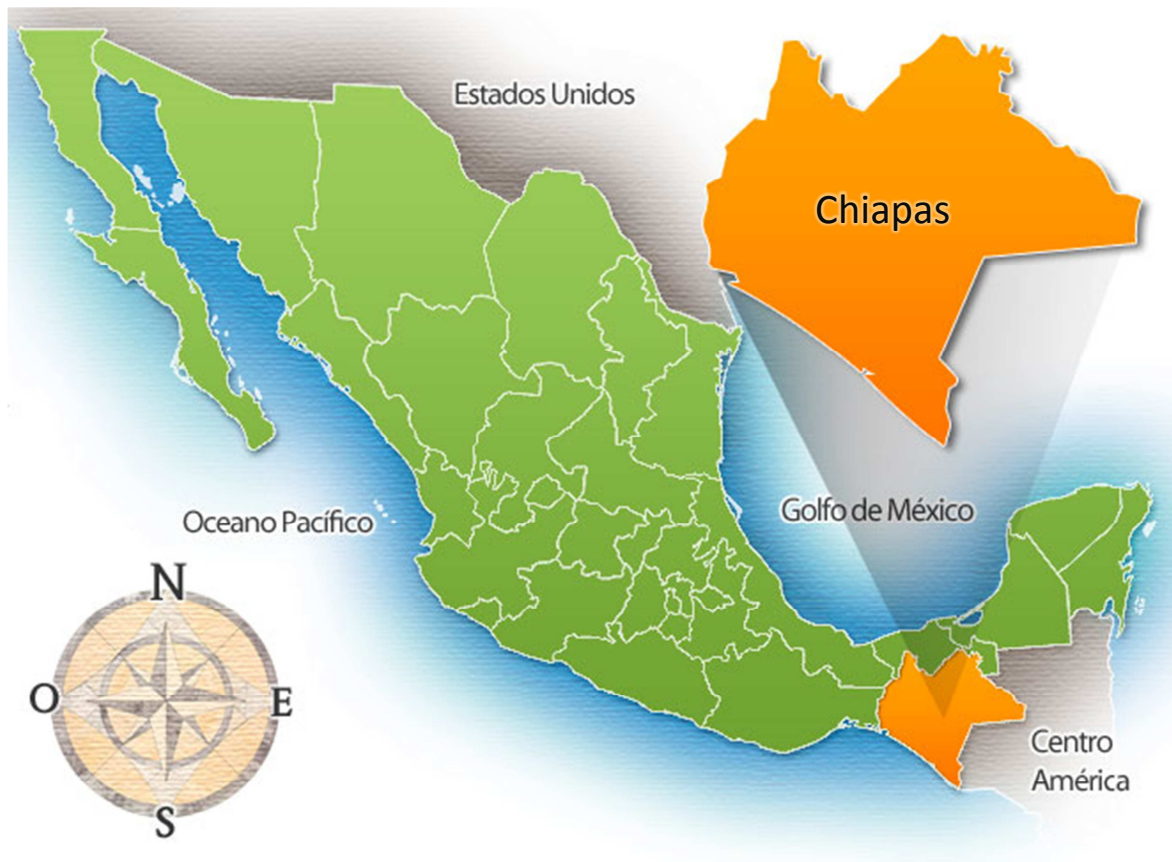 Estados Unidos
Chiapas
Oceano Pacífico
Golfo de México
N
O
E
S
Centro
América